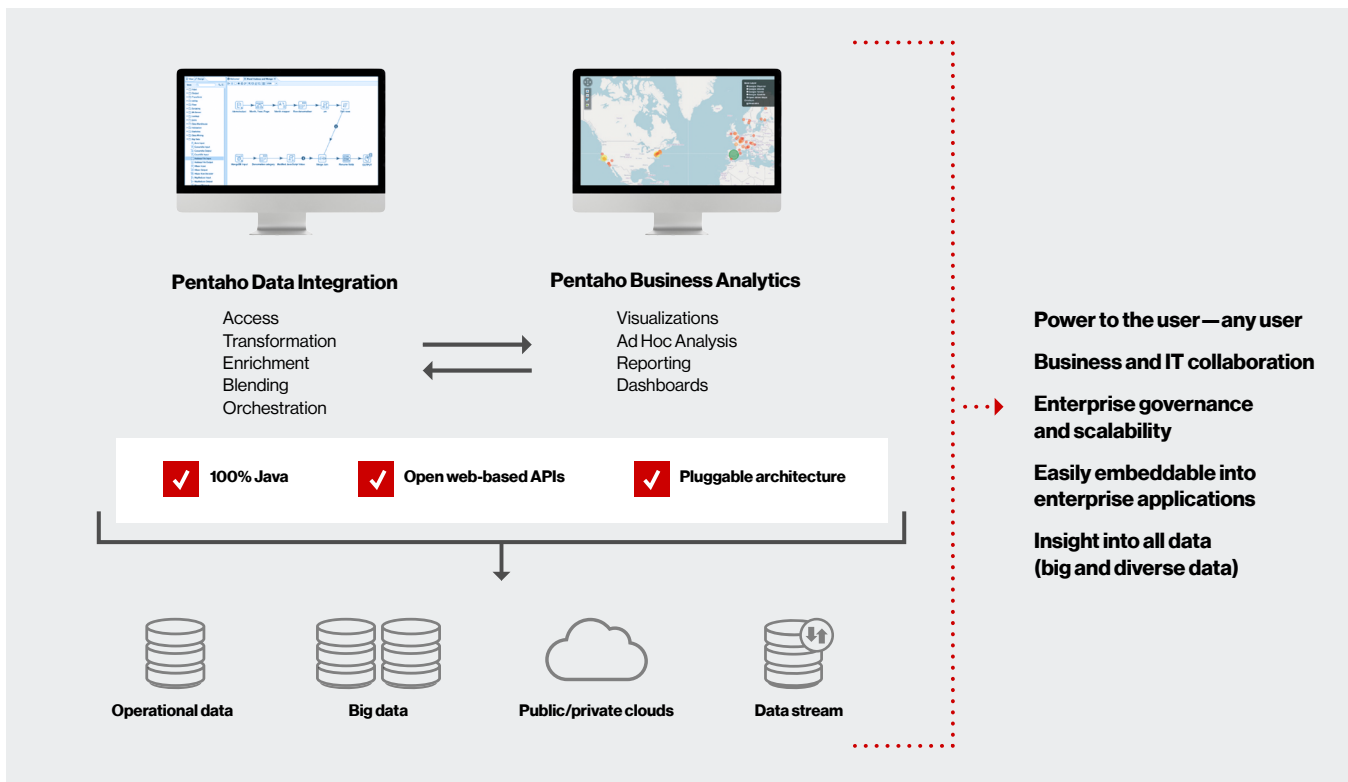 Pentaho Data Integration
Access
Transformation
Enrichment
Blending
Orchestration
Pentaho Business Analytics
Visualizations
Ad Hoc Analysis
Reporting
Dashboards
100% Java
Open web-based APIs
Pluggable architecture
Operational data
Big data
Public/private clouds
Data stream
Power to the user—any user
Business and IT collaboration
Enterprise governance
and scalability
Easily embeddable into
enterprise applications
Insight into all data
(big and diverse data)